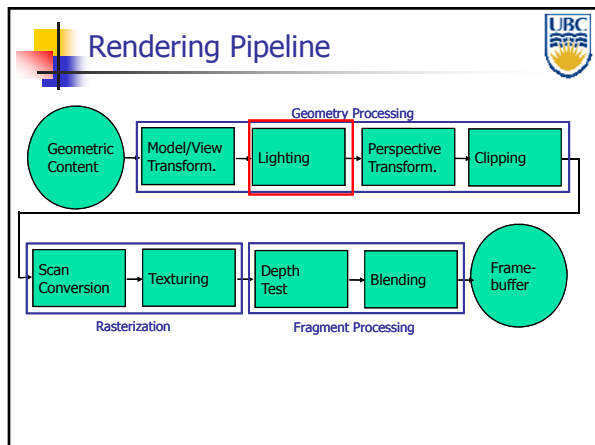 Rendering Pipeline
UBC
Geometry Processing
Geometric
Content
Model/View
Transform.
Lighting
Perspective
Transform.
Clipping
Scan
Conversion
Texturing
Depth
Test
Blending
Frame-
buffer
Rasterization
Fragment Processing